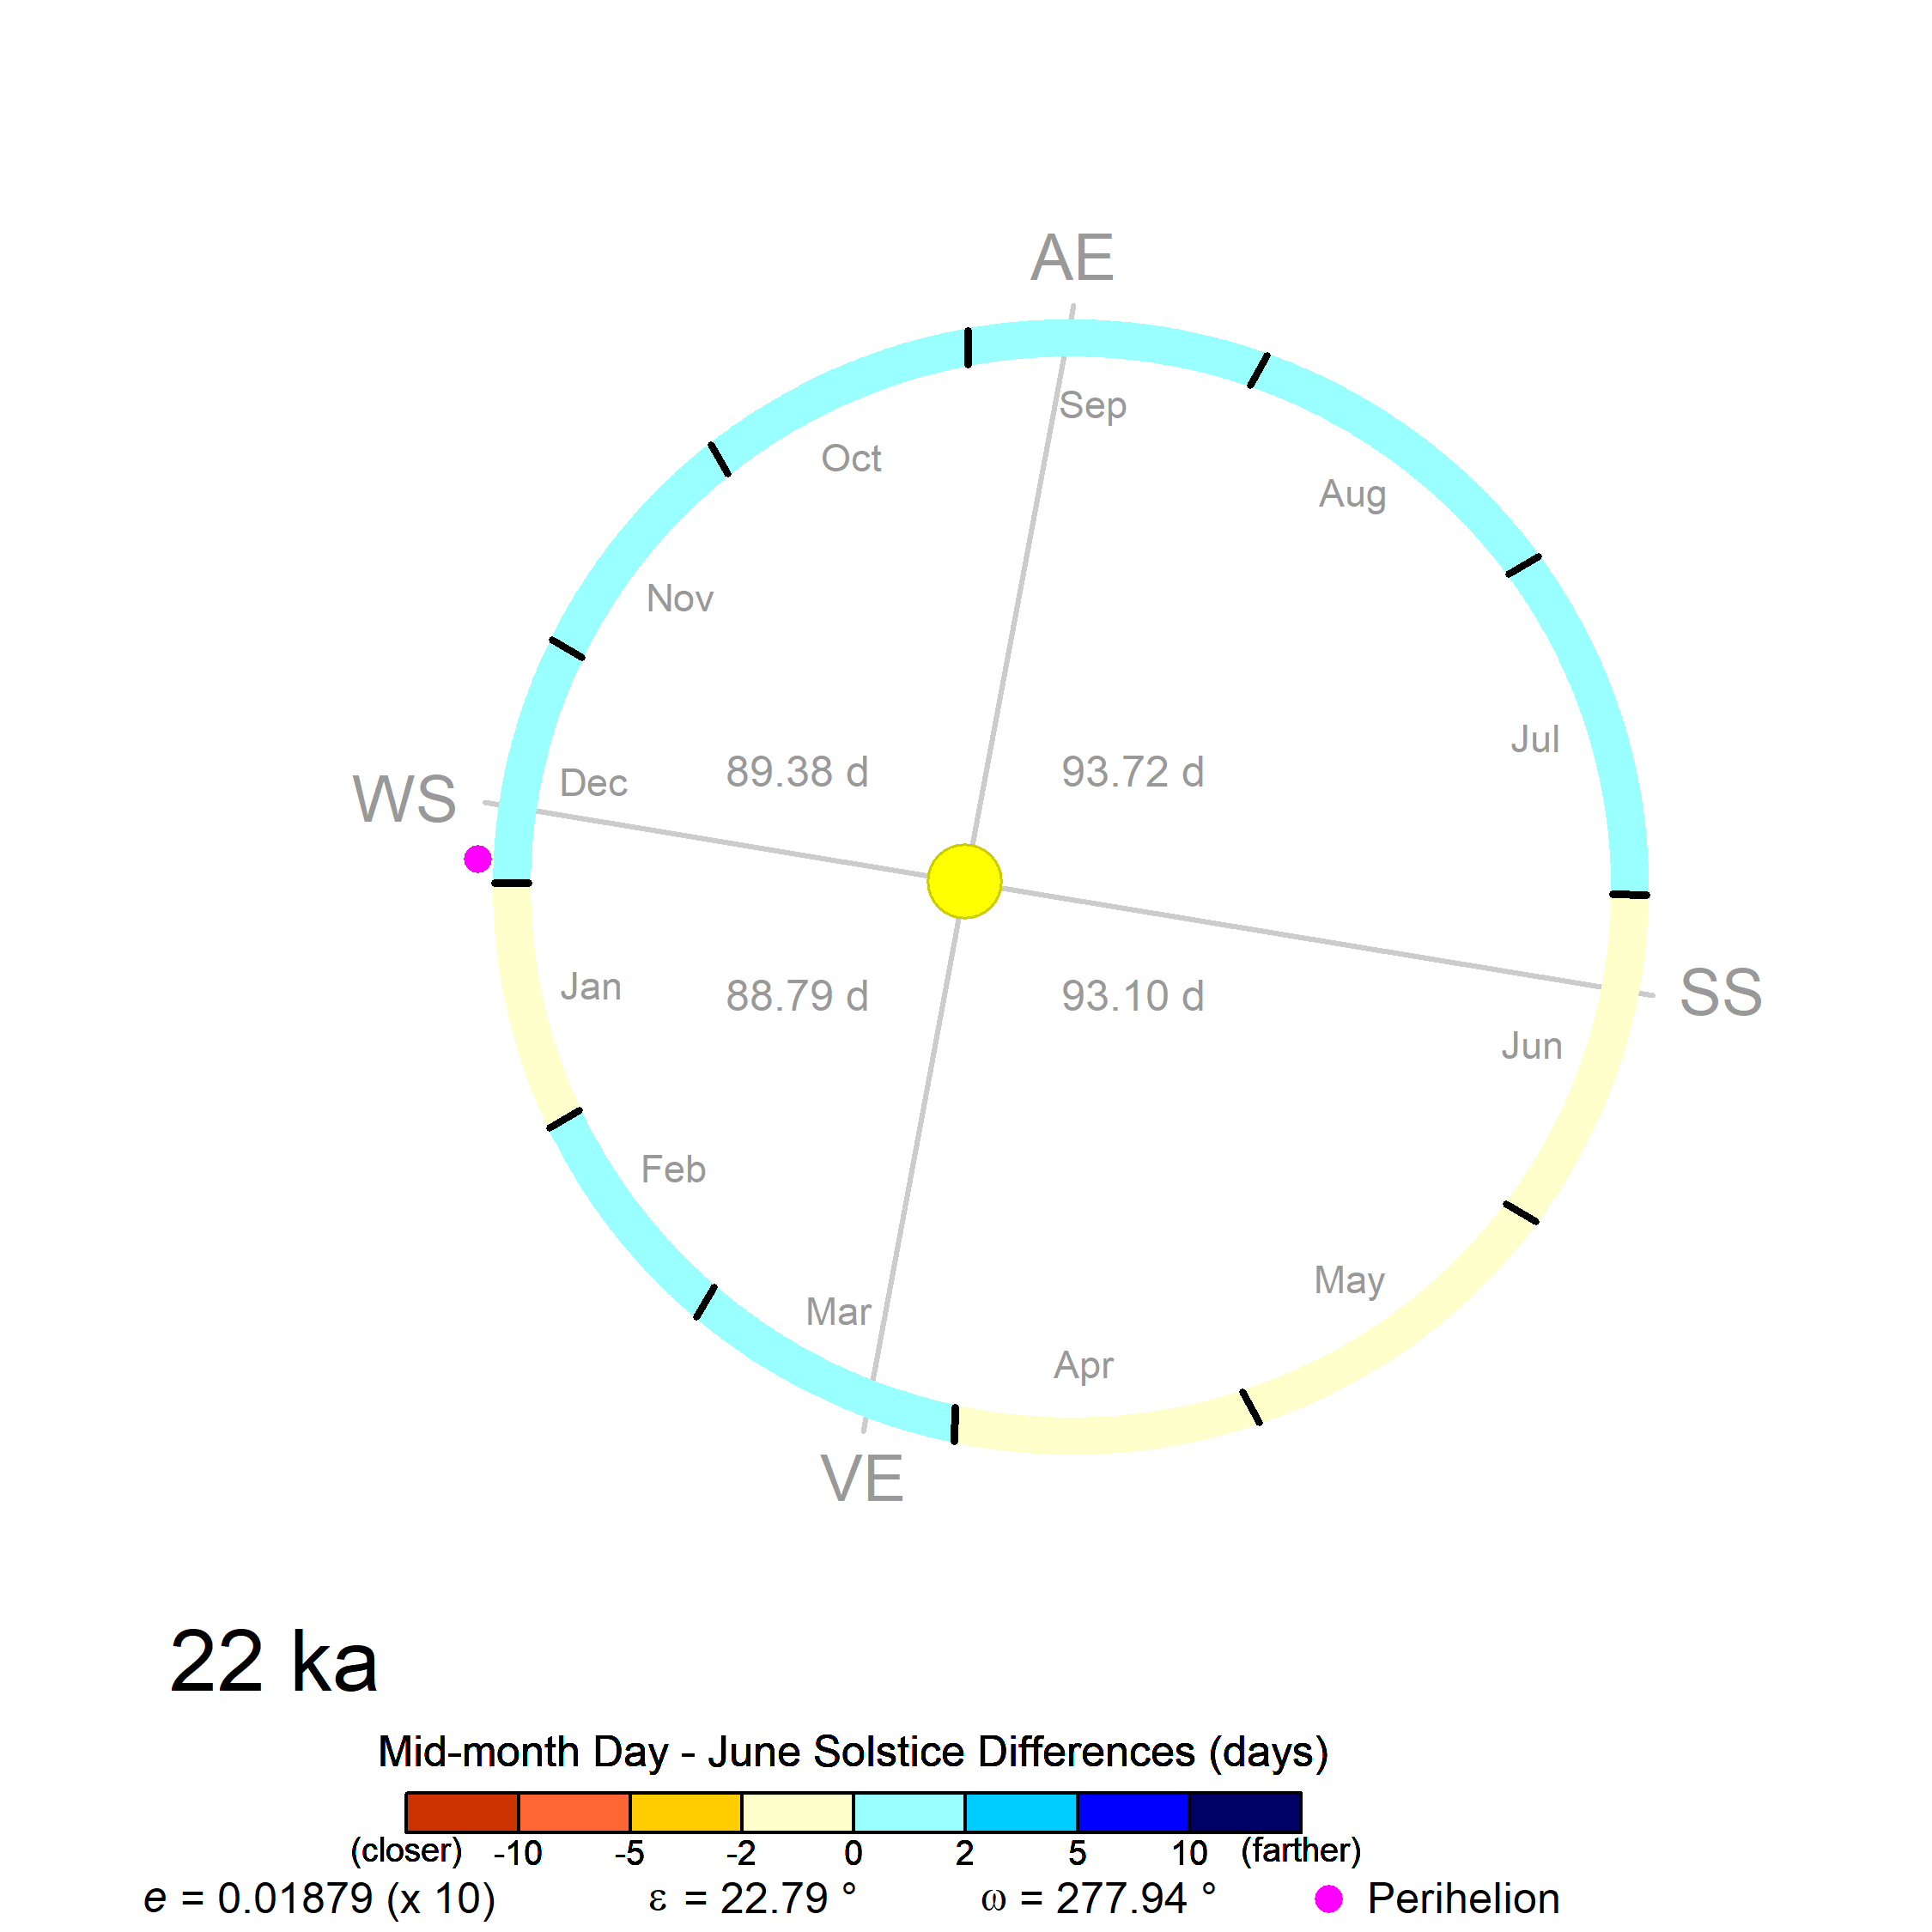 AE
Sep
Oct
Aug
Nov
Jul
WS
Dec
89.38 d
93.72 d
Jan
88.79 d
93.10 d
SS
Jun
Feb
May
Mar
Apr
VE
22 ka
Mid-month Day - June Solstice Differences (days)
(closer) -10 -5 -2 0 2 5 10 (farther)
e = 0.01879 (x 10) ε = 22.79 ° ω = 277.94 ° Perihelion